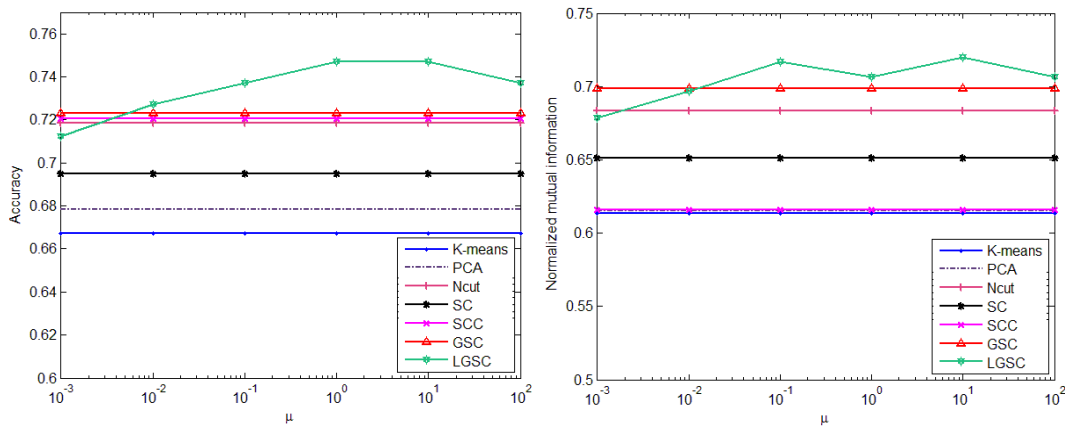 0.76
0.74
0.72
0.7
0.68
0.66
0.64
0.62
0.6
Accuracy
10^-3
10^-2
10^-1
10^0
10^1
10^2
μ
K-means
PCA
Ncut
SC
SCC
GSC
LGSC
0.75
0.7
0.65
0.6
0.55
0.5
Normalized mutual information
10^-3
10^-2
10^-1
10^0
10^1
10^2
μ
K-means
PCA
Ncut
SC
SCC
GSC
LGSC